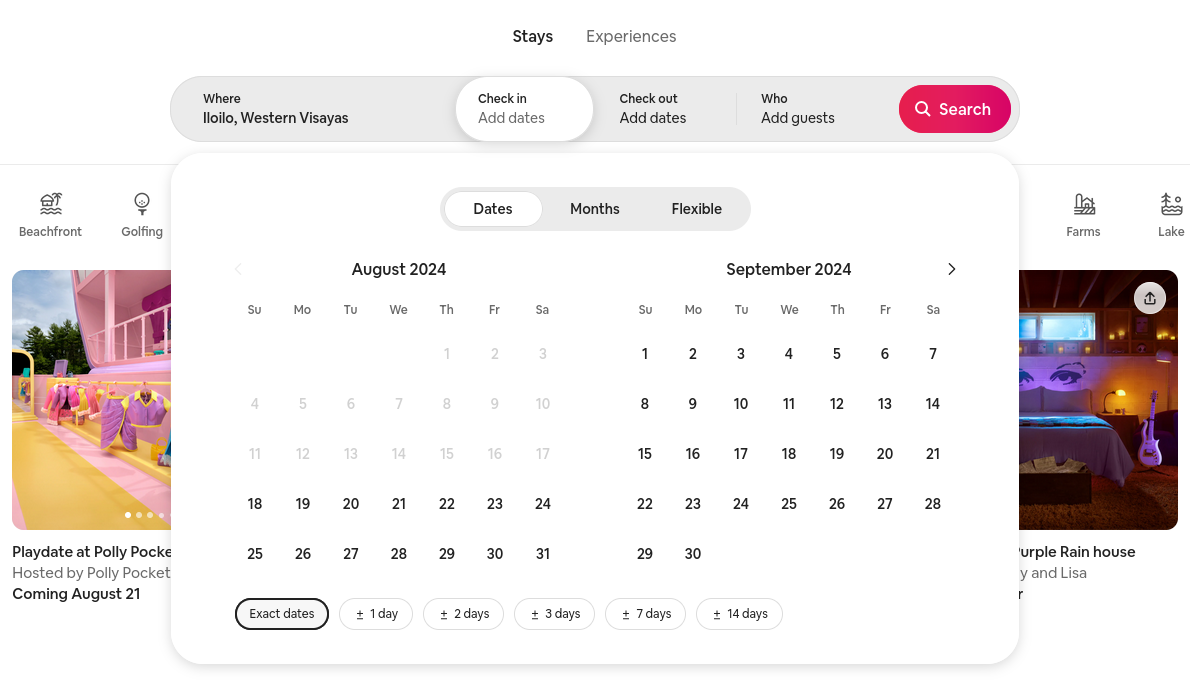 Stays Experiences
Where Check in Check out Who
Iloilo, Western Visayas Add dates Add dates Add guests Search
Dates Months Flexible
Beachfront Golfing Farms Lake
August 2024
Su Mo Tu We Th Fr Sa
1 2 3
4 5 6 7 8 9 10
11 12 13 14 15 16 17
18 19 20 21 22 23 24
25 26 27 28 29 30 31
September 2024
Su Mo Tu We Th Fr Sa
1 2 3 4 5 6 7
8 9 10 11 12 13 14
15 16 17 18 19 20 21
22 23 24 25 26 27 28
29 30
Exact dates ± 1 day ± 2 days ± 3 days ± 7 days ± 14 days
Playdate at Polly Pocke
Hosted by Polly Pocket
Coming August 21
Purple Rain house
y and Lisa
r